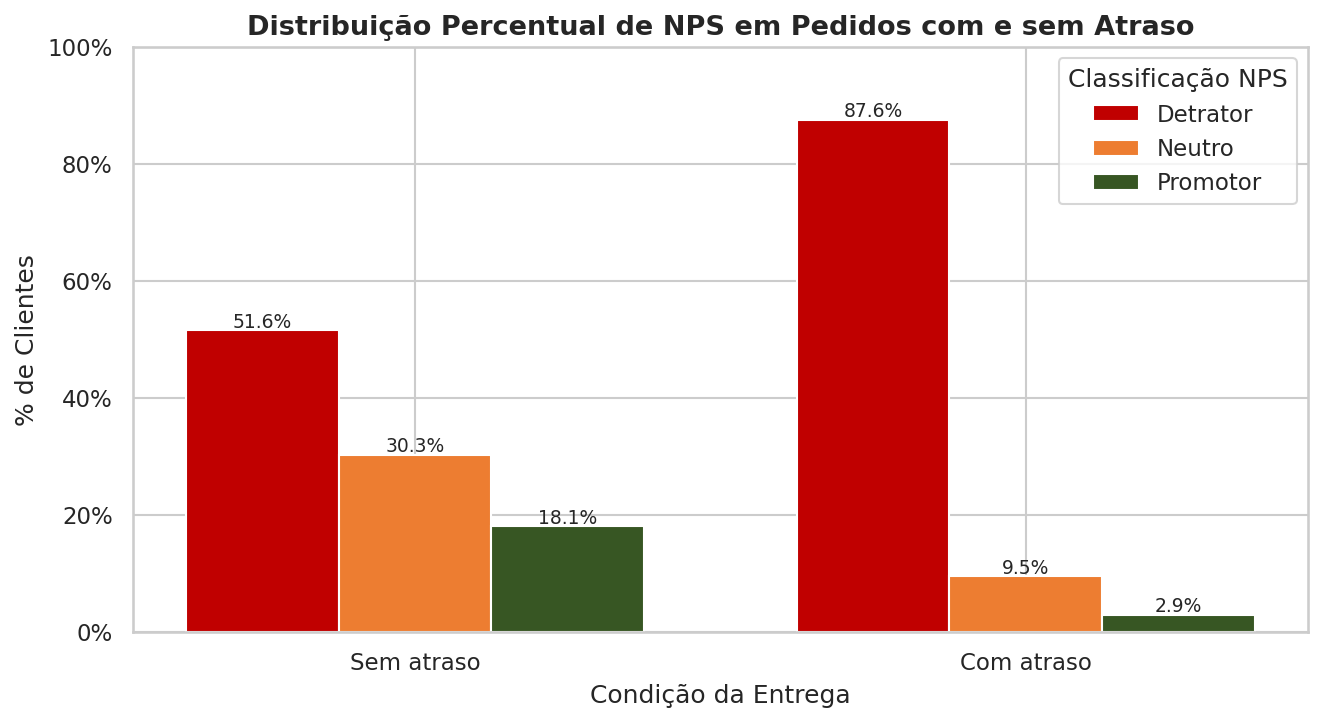 Distribuição Percentual de NPS em Pedidos com e sem Atraso
100%
80%
60%
40%
20%
0%
% de Clientes
51.6%
30.3%
18.1%
87.6%
9.5%
2.9%
Classificação NPS
Detrator
Neutro
Promotor
Sem atraso
Com atraso
Condição da Entrega